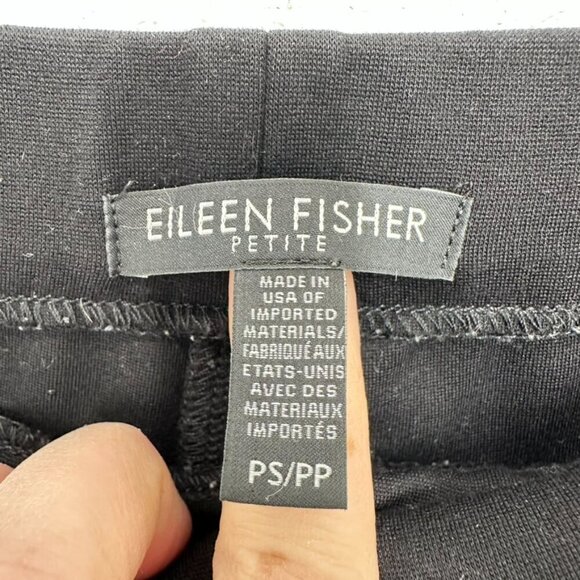 EILEEN FISHER
PETITE
MADE IN
USA OF
IMPORTED
MATERIALS/
FABRIQUÉ AUX
ETATS-UNIS
AVEC DES
MATERIAUX
IMPORTÉS
PS/PP